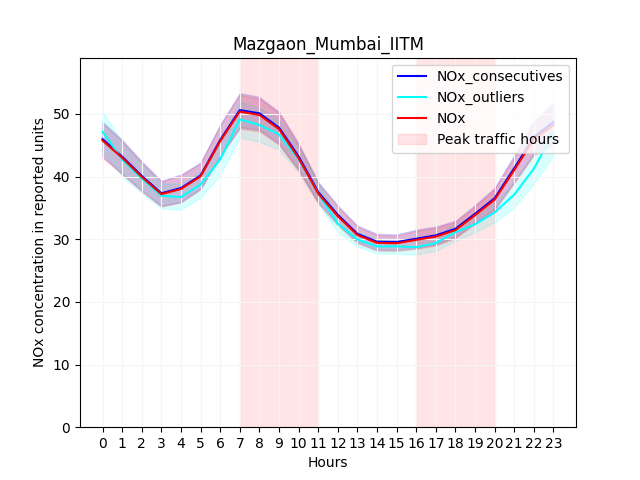 Mazgaon_Mumbai_IITM
NOx_consecutives
NOx_outliers
NOx
Peak traffic hours
NOx concentration in reported units
50
40
30
20
10
0
0 1 2 3 4 5 6 7 8 9 10 11 12 13 14 15 16 17 18 19 20 21 22 23
Hours